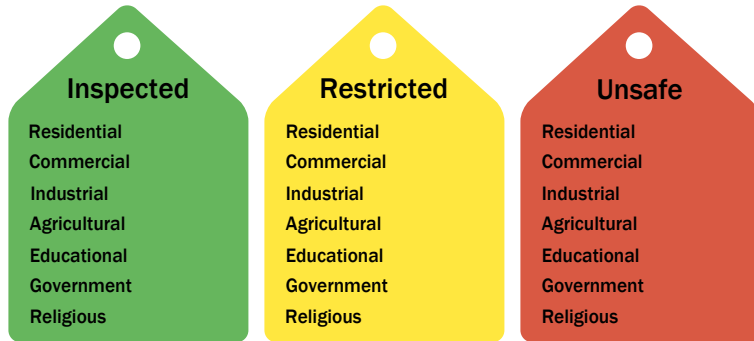 Inspected
Residential
Commercial
Industrial
Agricultural
Educational
Government
Religious
Restricted
Residential
Commercial
Industrial
Agricultural
Educational
Government
Religious
Unsafe
Residential
Commercial
Industrial
Agricultural
Educational
Government
Religious